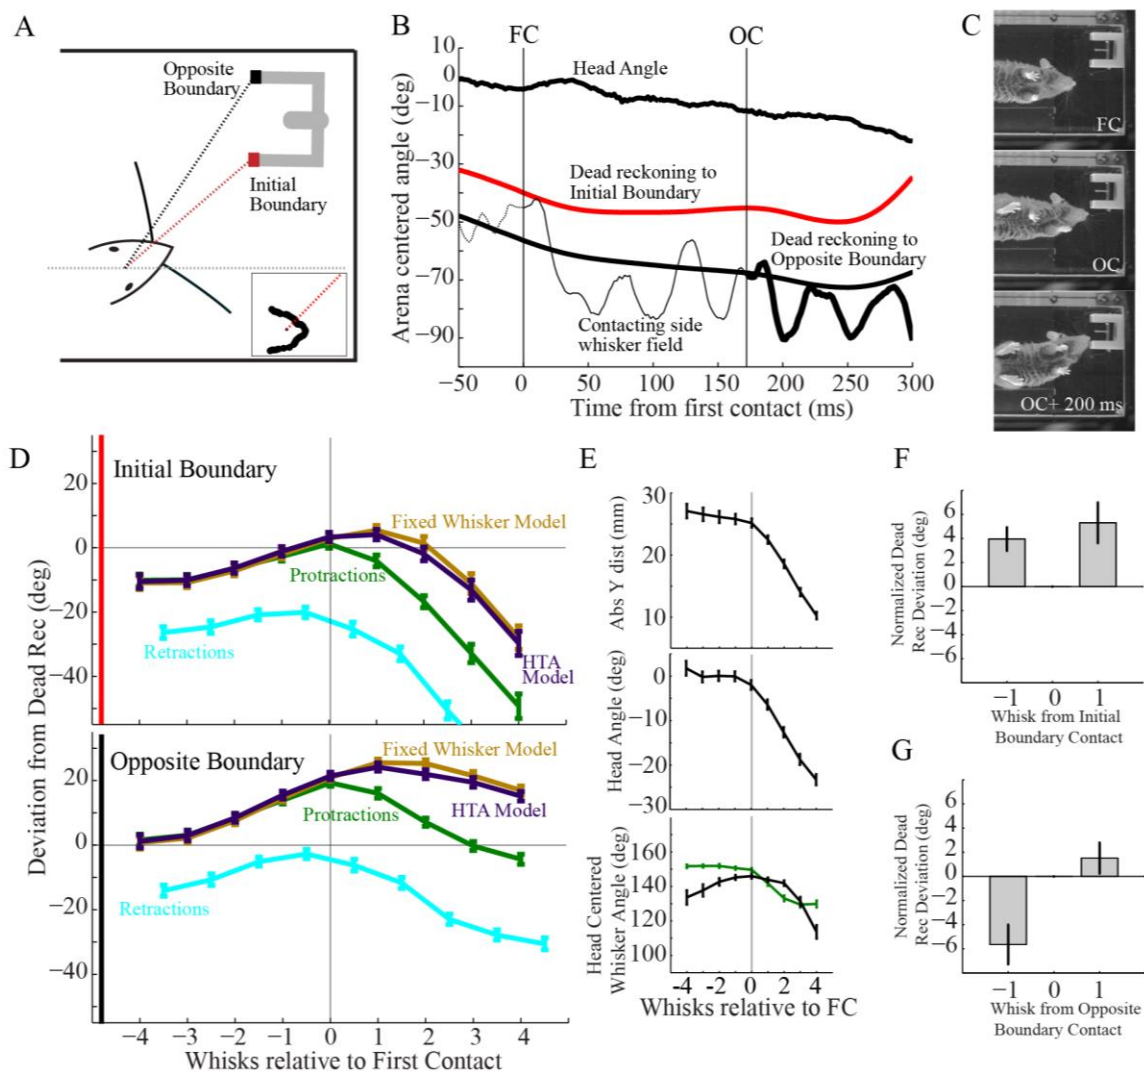 A
Opposite
Boundary
Initial
Boundary
B
FC
OC
Arena centered angle (deg)
10
0
−10
−30
−50
−70
−90
Head Angle
Dead reckoning to
Initial Boundary
Dead reckoning to
Opposite Boundary
Contacting side
whisker field
−50
0
50
100
150
200
250
300
Time from first contact (ms)
C
FC
OC
OC+ 200 ms
D
Deviation from Dead Rec (deg)
Initial Boundary
20
0
−20
−40
Fixed Whisker Model
Protractions
Retractions
HTA
Model
Opposite Boundary
20
0
−20
−40
Fixed Whisker Model
HTA Model
Protractions
Retractions
−4
−3
−2
−1
0
1
2
3
4
Whisks relative to First Contact
E
Abs Y dist (mm)
30
20
10
Head Angle (deg)
0
−10
−20
−30
Head Centered
Whisker Angle (deg)
160
140
120
100
-4
-2
0
2
4
Whisks relative to FC
F
Normalized Dead
Rec Deviation (deg)
6
4
2
0
−2
−4
−6
−1
0
1
Whisk from Initial
Boundary Contact
G
Normalized Dead
Rec Deviation (deg)
6
4
2
0
2
4
−6
−1
0
1
Whisk from Opposite
Boundary Contact